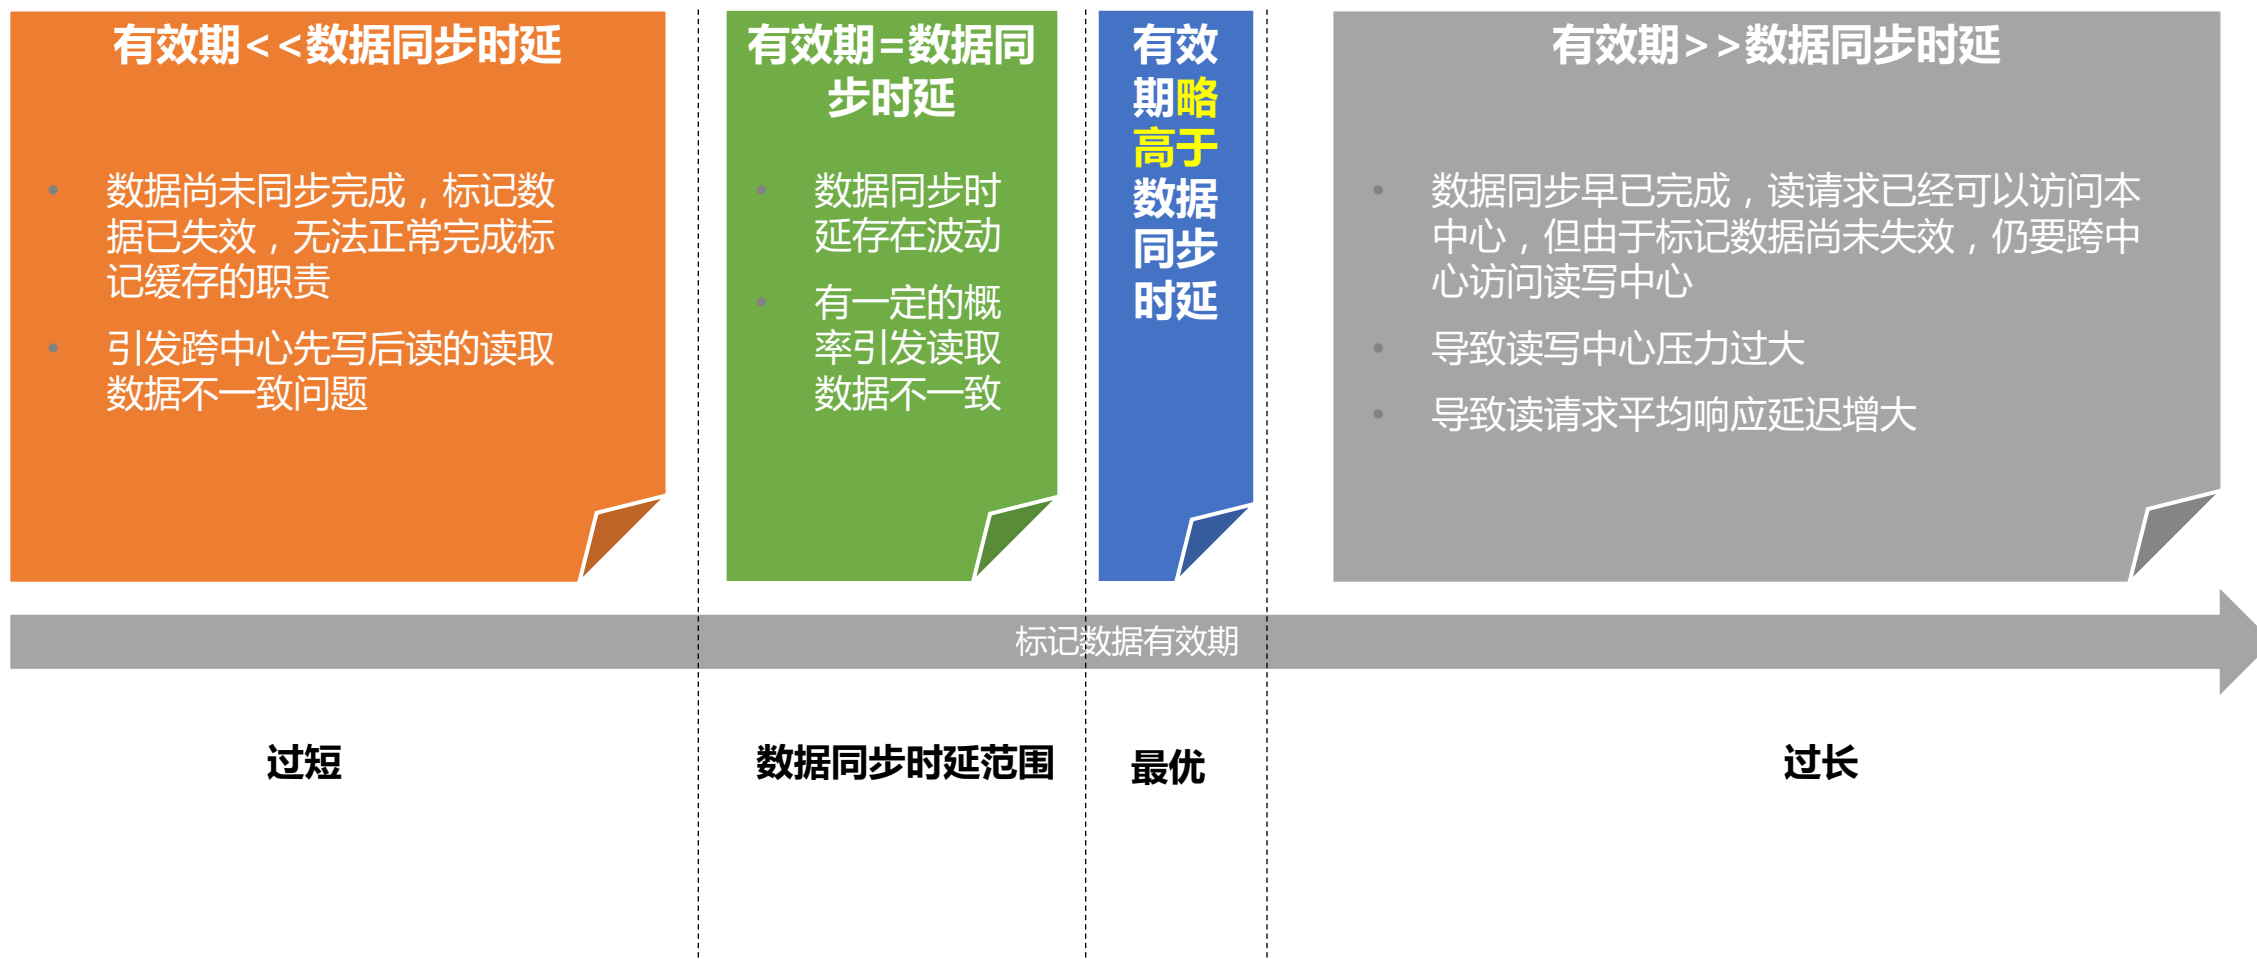 有效期<<数据同步时延
数据尚未同步完成，标记数
据已失效，无法正常完成标
记缓存的职责
引发跨中心先写后读的读取
数据不一致问题
有效期=数据同
步时延
数据同步时
延存在波动
有一定的概
率引发读取
数据不一致
有效
期略
高于
数据
同步
时延
有效期>>数据同步时延
数据同步早已完成，读请求已经可以访问本
中心，但由于标记数据尚未失效，仍要跨中
心访问读写中心
导致读写中心压力过大
导致读请求平均响应延迟增大
标记数据有效期
过短
数据同步时延范围
最优
过长